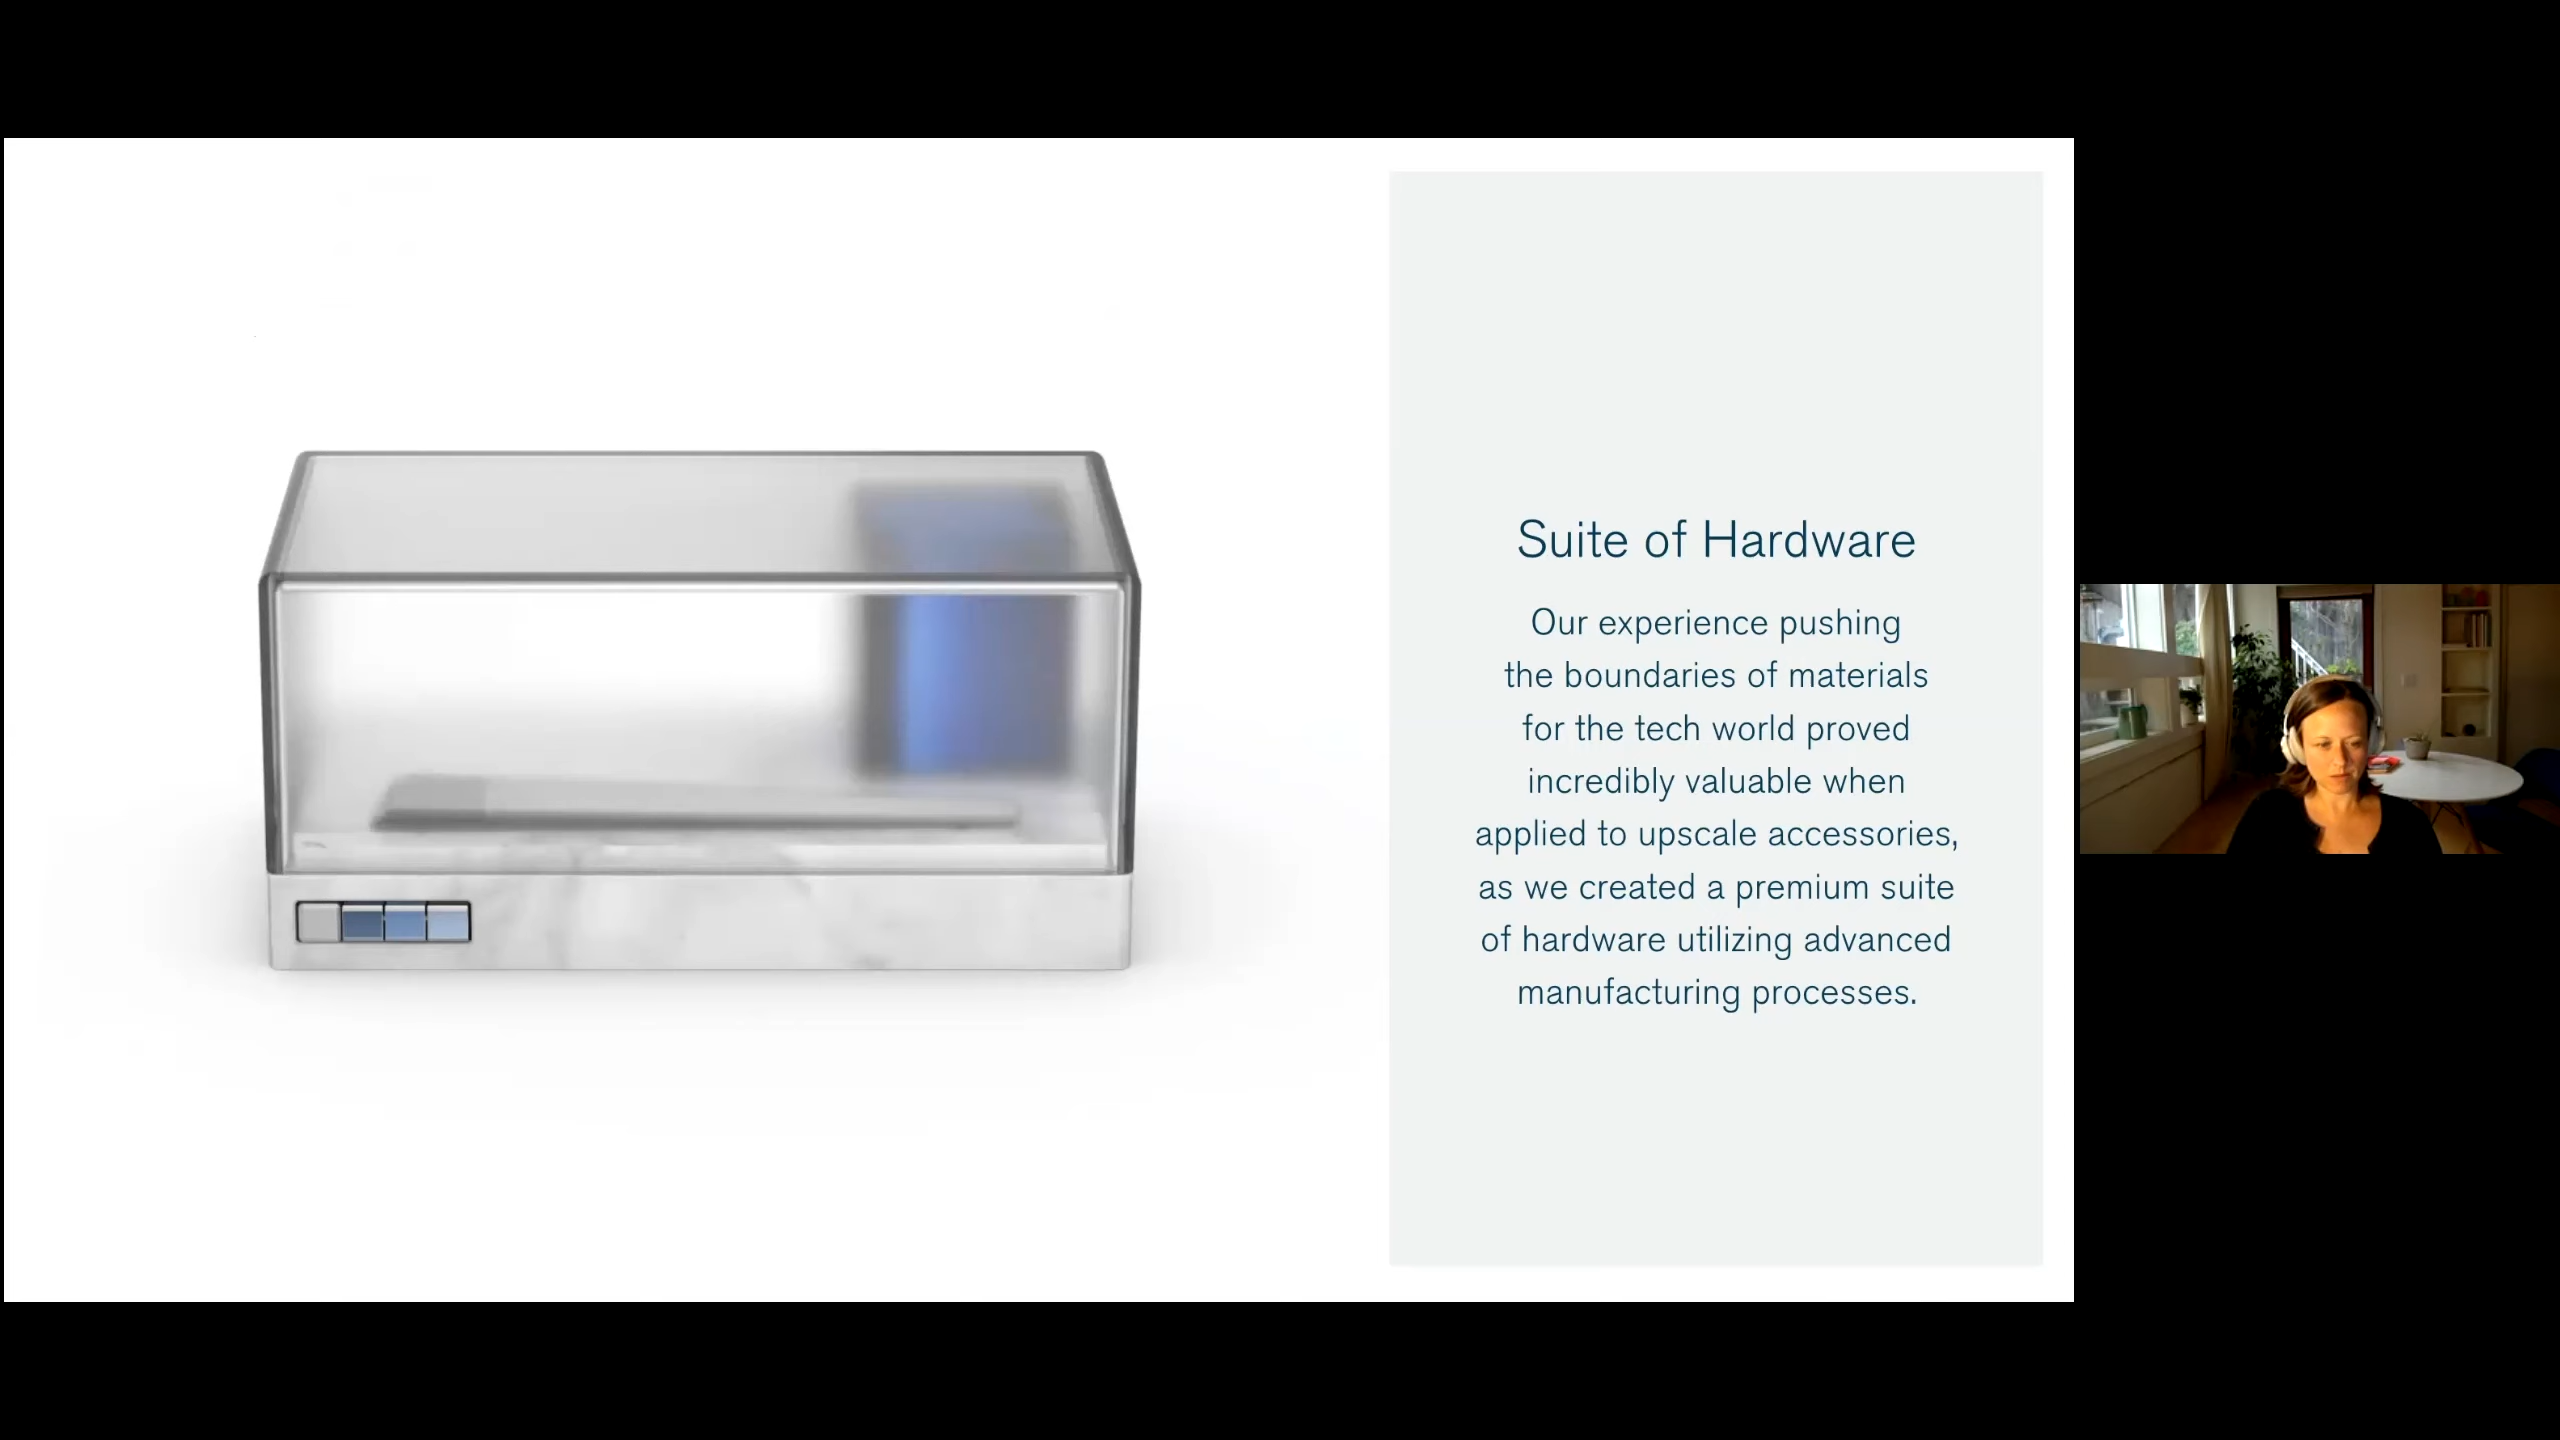 Suite of Hardware
Our experience pushing
the boundaries of materials
for the tech world proved
incredibly valuable when
applied to upscale accessories,
as we created a premium suite
of hardware utilizing advanced
manufacturing processes.